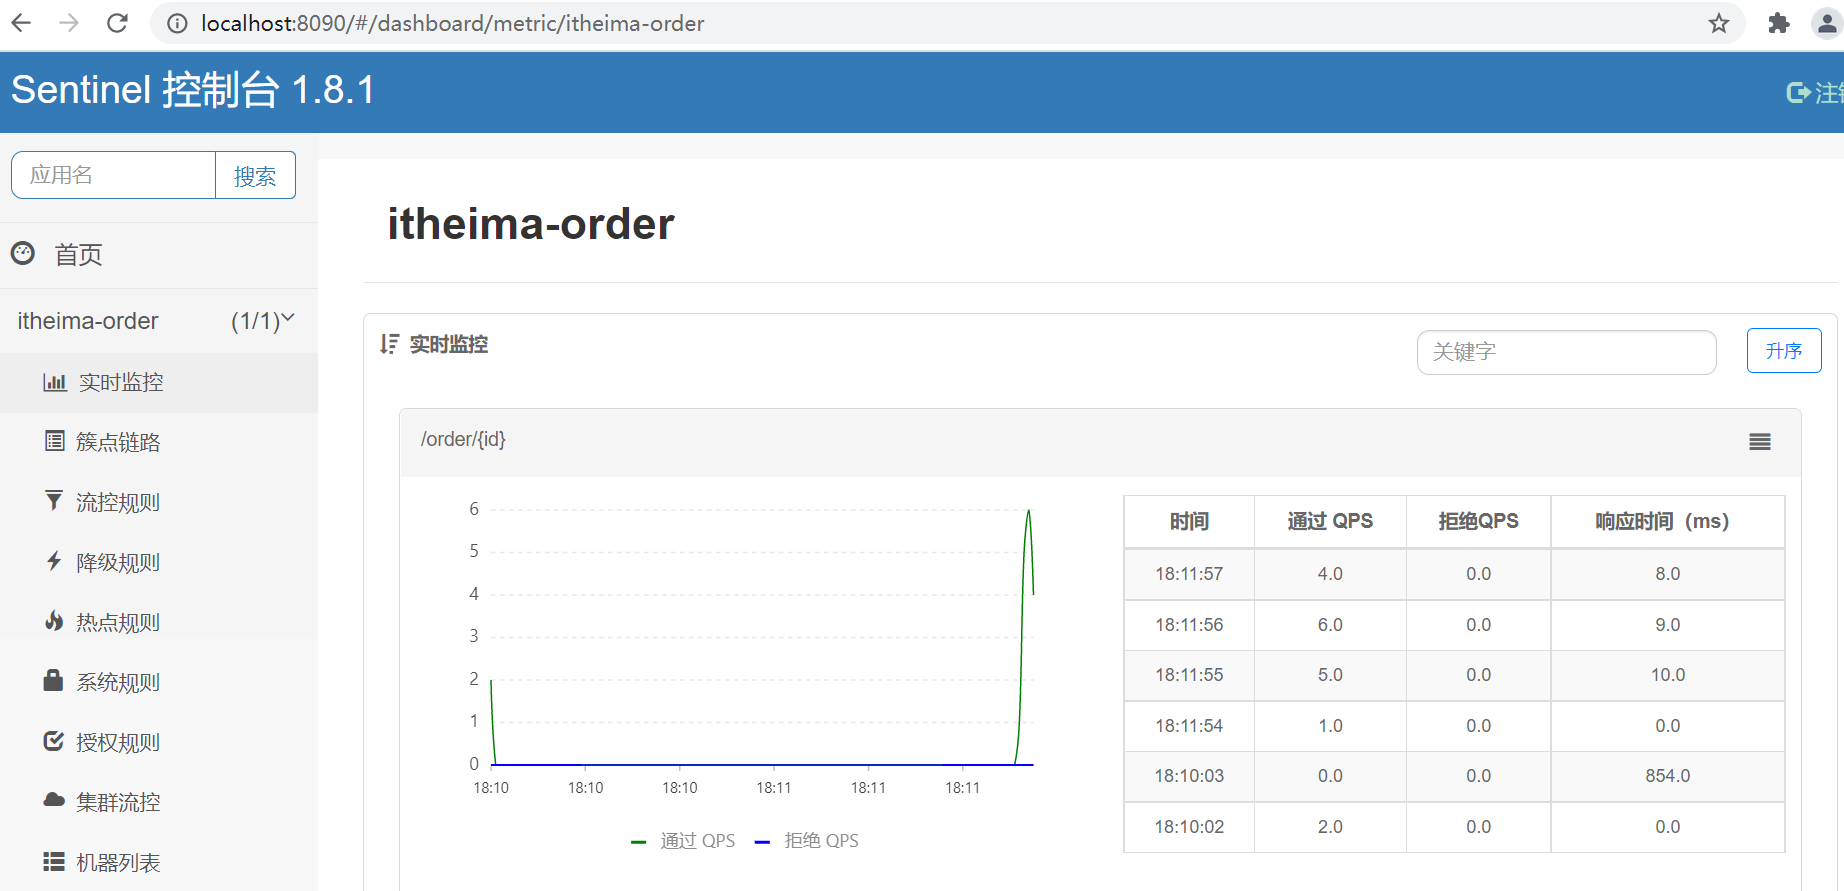 localhost:8090/#/dashboard/metric/itheima-order
Sentinel 控制台 1.8.1
应用名
搜索
首页
itheima-order (1/1)
实时监控
簇点链路
流控规则
降级规则
热点规则
系统规则
授权规则
集群流控
机器列表
itheima-order
实时监控
关键字
升序
/order/{id}
6
5
4
3
2
1
0
18:10 18:10 18:10 18:11 18:11 18:11
通过 QPS 拒绝 QPS
时间 通过 QPS 拒绝QPS 响应时间（ms）
18:11:57 4.0 0.0 8.0
18:11:56 6.0 0.0 9.0
18:11:55 5.0 0.0 10.0
18:11:54 1.0 0.0 0.0
18:10:03 0.0 0.0 854.0
18:10:02 2.0 0.0 0.0